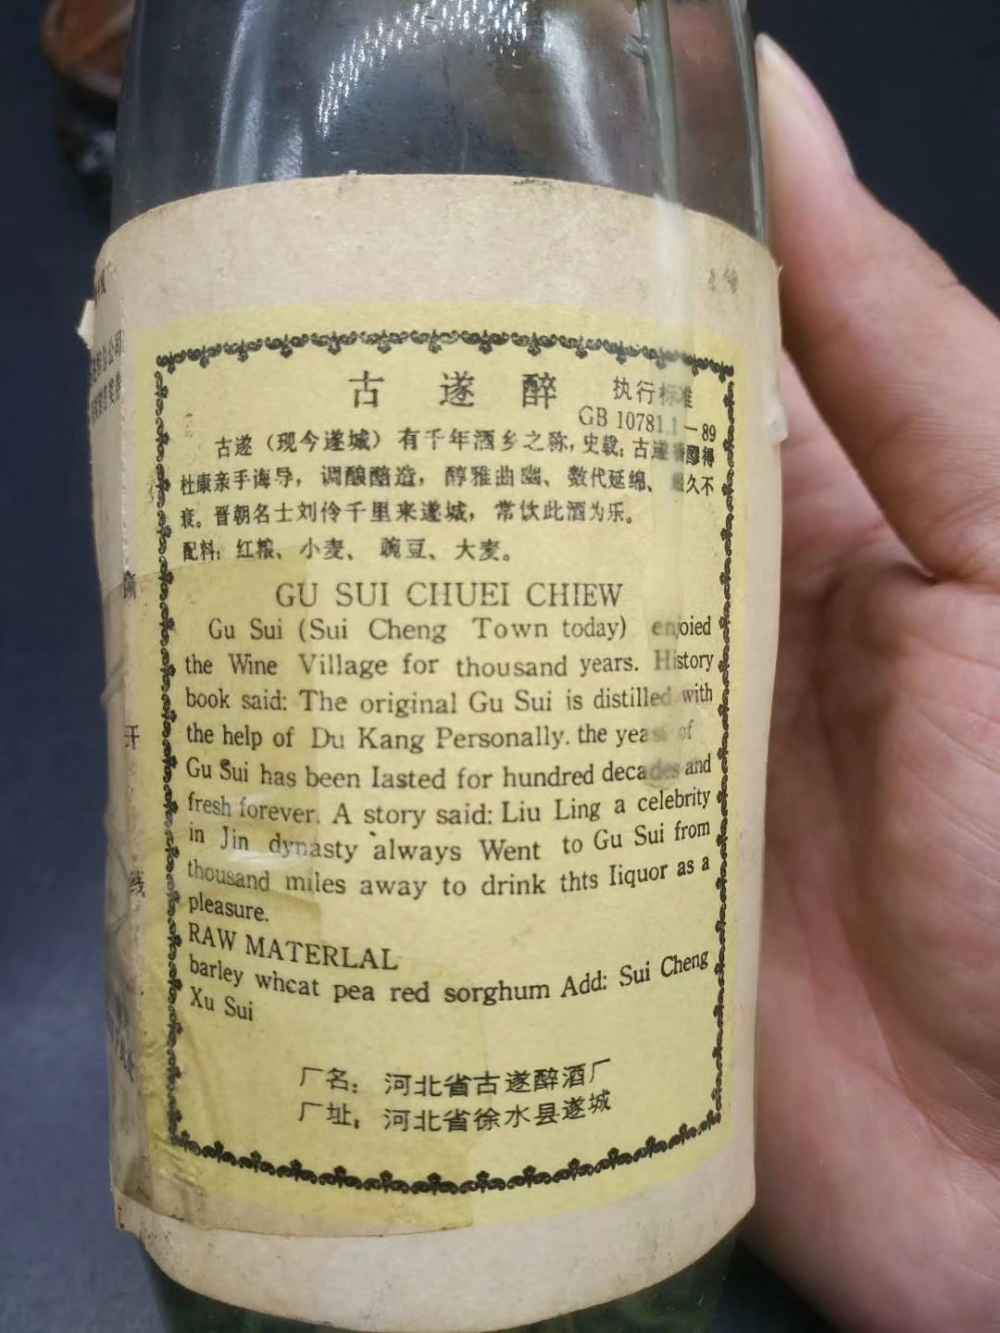 古遂醉 执行标准
GB 10781.1-89
古遂（现今遂城）有千年酒乡之称，史载：古遂 醪得
杜康亲手诲导，调酿醅造，醇雅曲幽、数代延绵、 久不
衰。晋朝名士刘伶千里来遂城，常饮此酒为乐。
配料：红粮、小麦、豌豆、大麦。
GU SUI CHUEI CHIEW
Gu Sui (Sui Cheng Town today) enjoied
the Wine Village for thousand years. History
book said: The original Gu Sui is distilled with
the help of Du Kang Personally. the yeast of
Gu Sui has been Iasted for hundred decades and
fresh forever. A story said: Liu Ling a celebrity
in Jin dynasty always Went to Gu Sui from
thousand miles away to drink thts Iiquor as a
pleasure.
RAW MATERLAL
barley whcat pea red sorghum Add: Sui Cheng
Xu Sui
厂名：河北省古遂醉酒厂
厂址：河北省徐水县遂城
开
线